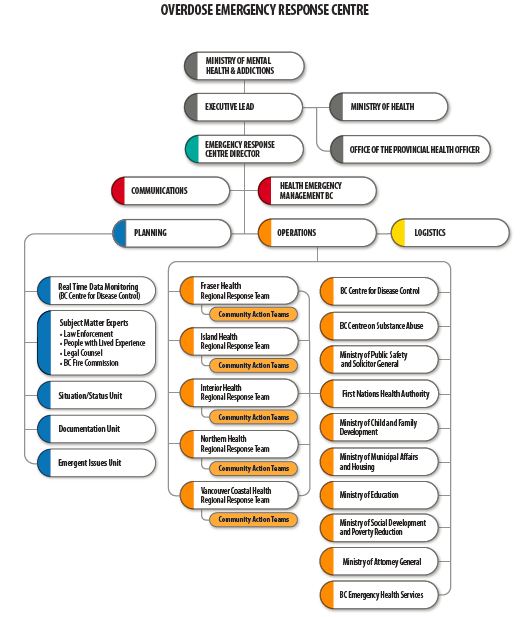 OVERDOSE EMERGENCY RESPONSE CENTRE
MINISTRY OF MENTAL
HEALTH & ADDICTIONS
EXECUTIVE LEAD
MINISTRY OF HEALTH
EMERGENCY RESPONSE
CENTRE DIRECTOR
OFFICE OF THE PROVINCIAL HEALTH OFFICER
COMMUNICATIONS
HEALTH EMERGENCY
MANAGEMENT BC
PLANNING
OPERATIONS
LOGISTICS
Real Time Data Monitoring
(BC Centre for Disease Control)
Subject Matter Experts
• Law Enforcement
• People with Lived Experience
• Legal Counsel
• BC Fire Commission
Situation/Status Unit
Documentation Unit
Emergent Issues Unit
Fraser Health
Regional Response Team
Community Action Teams
Island Health
Regional Response Team
Community Action Teams
Interior Health
Regional Response Team
Community Action Teams
Northern Health
Regional Response Team
Community Action Teams
Vancouver Coastal Health
Regional Response Team
Community Action Teams
BC Centre for Disease Control
BC Centre on Substance Abuse
Ministry of Public Safety
and Solicitor General
First Nations Health Authority
Ministry of Child and Family
Development
Ministry of Municipal Affairs
and Housing
Ministry of Education
Ministry of Social Development
and Poverty Reduction
Ministry of Attorney General
BC Emergency Health Services